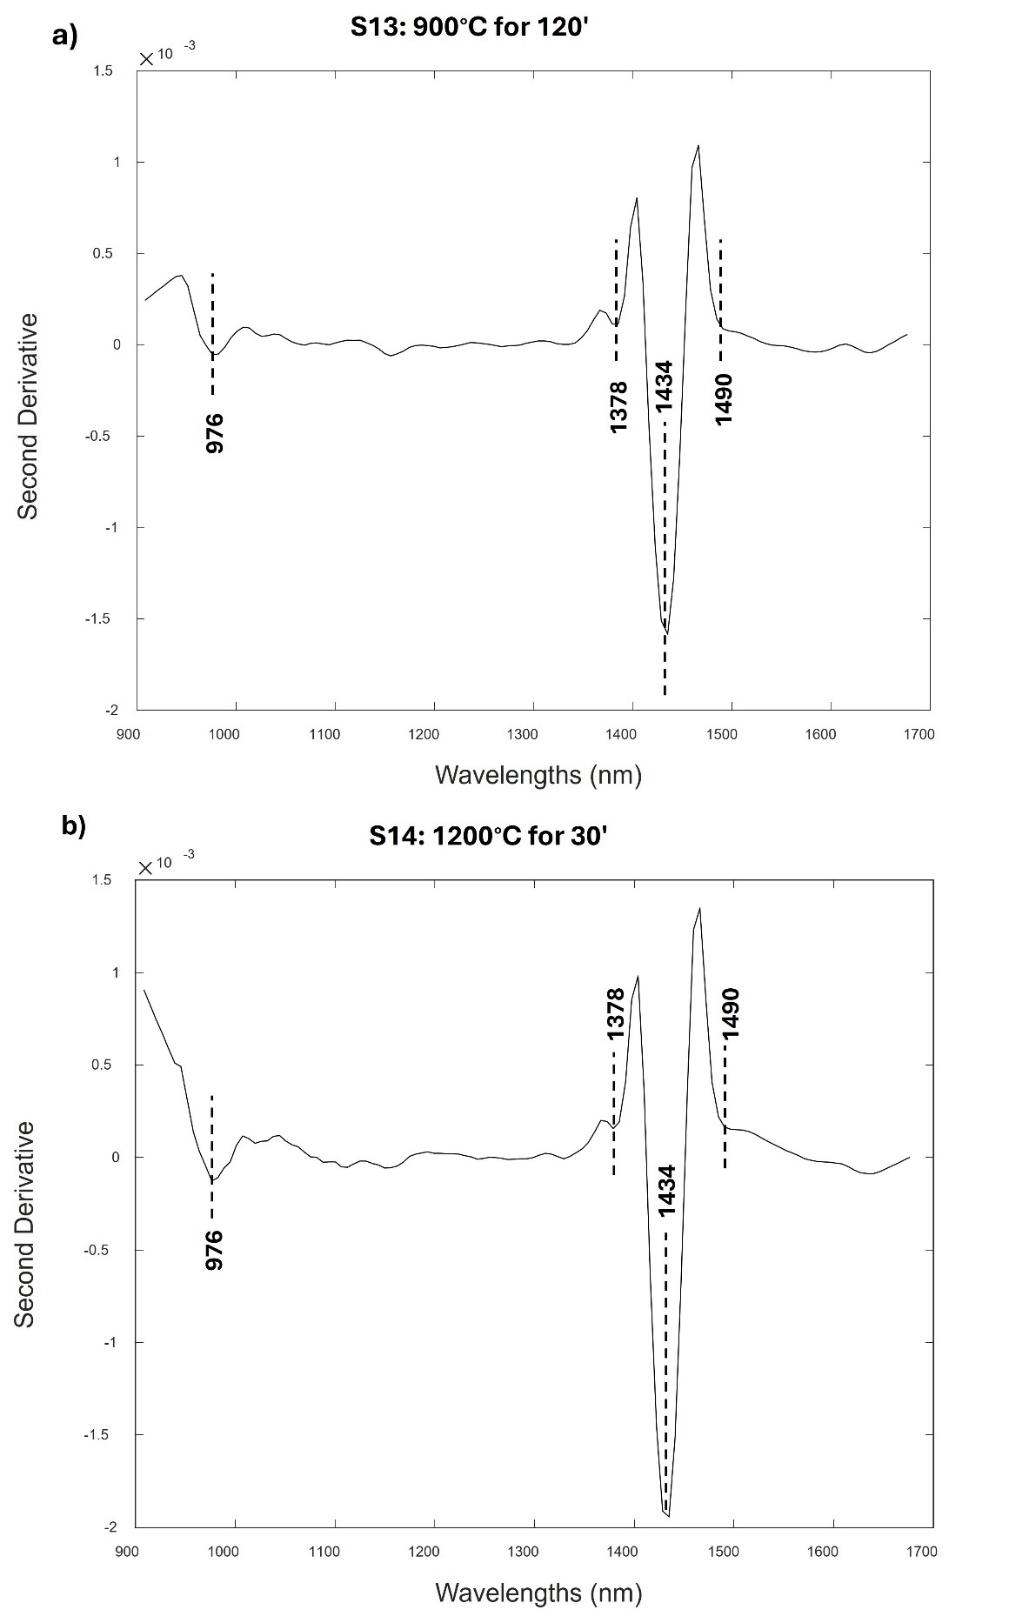 a)
S13: 900°C for 120'
×10 -3
1.5
1
0.5
0
-0.5
-1
-1.5
-2
Second Derivative
976
1378
1434
1490
900 1000 1100 1200 1300 1400 1500 1600 1700
Wavelengths (nm)
b)
S14: 1200°C for 30'
×10 -3
1.5
1
0.5
0
-0.5
-1
-1.5
-2
Second Derivative
976
1378
1434
1490
900 1000 1100 1200 1300 1400 1500 1600 1700
Wavelengths (nm)